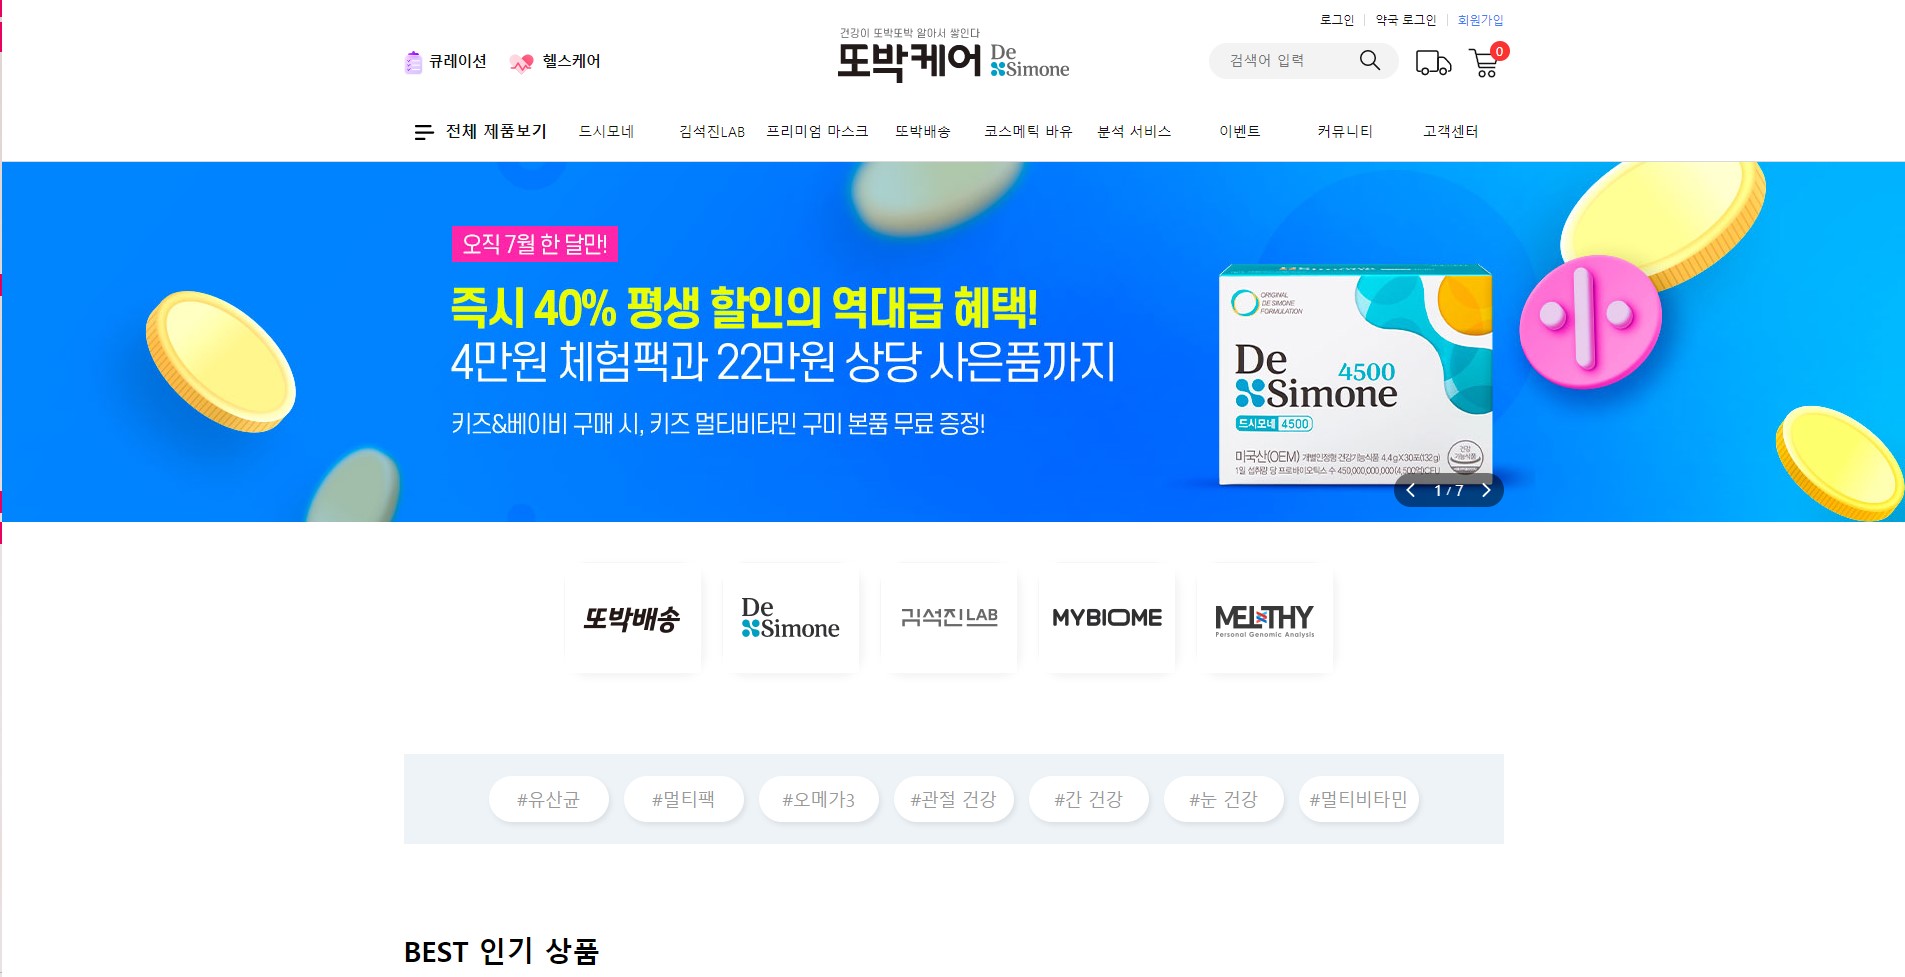 로그인
약국 로그인
회원가입
큐레이션
헬스케어
건강이 또박또박 알아서 쌓인다
또박케어
De
Simone
검색어 입력
0
전체 제품보기
드시모네
김석진LAB
프리미엄 마스크
또박배송
코스메틱 바유
분석 서비스
이벤트
커뮤니티
고객센터
오직 7월 한 달만!
즉시 40% 평생 할인의 역대급 혜택!
4만원 체험팩과 22만원 상당 사은품까지
키즈&베이비 구매 시, 키즈 멀티비타민 구미 본품 무료 증정!
ORIGINAL
DE SIMONE
FORMULATION
De
4500
Simone
드시모네 4500
미국산(OEM) 개별인정형 건강기능식품 4.4gX30포(132g)
1일 섭취량 당 프로바이오틱스 수 450,000,000,000(4,500억)CFU
건강
기능식품
1 / 7
또박배송
De
Simone
김석진LAB
MYBIOME
MELTHY
Personal Genomic Analysis
#유산균
#멀티팩
#오메가3
#관절 건강
#간 건강
#눈 건강
#멀티비타민
BEST 인기 상품